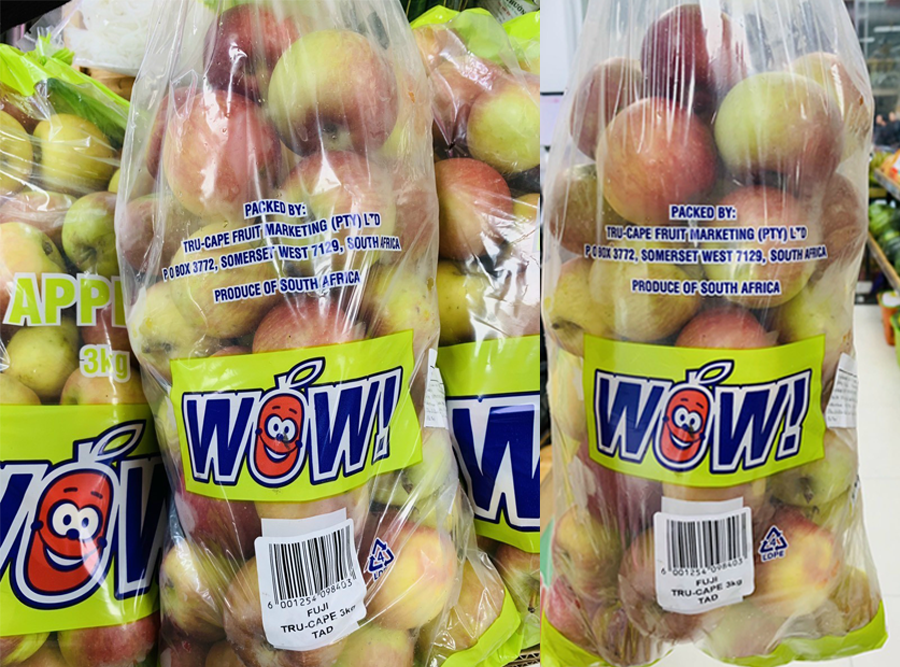 APPL
3kg
WOW!
PACKED BY:
TRU-CAPE FRUIT MARKETING (PTY) LTD
P O BOX 3772, SOMERSET WEST 7129, SOUTH AFRICA
PRODUCE OF SOUTH AFRICA
WOW!
6 001254 098403
FUJI
TRU-CAPE 3kg
TAD
4
LDPE
W
PACKED BY:
TRU-CAPE FRUIT MARKETING (PTY) LTD
P O BOX 3772, SOMERSET WEST 7129, SOUTH AFRICA
PRODUCE OF SOUTH AFRICA
WOW!
6 001254 098403
FUJI
TRU-CAPE 3kg
TAD
4
LDPE